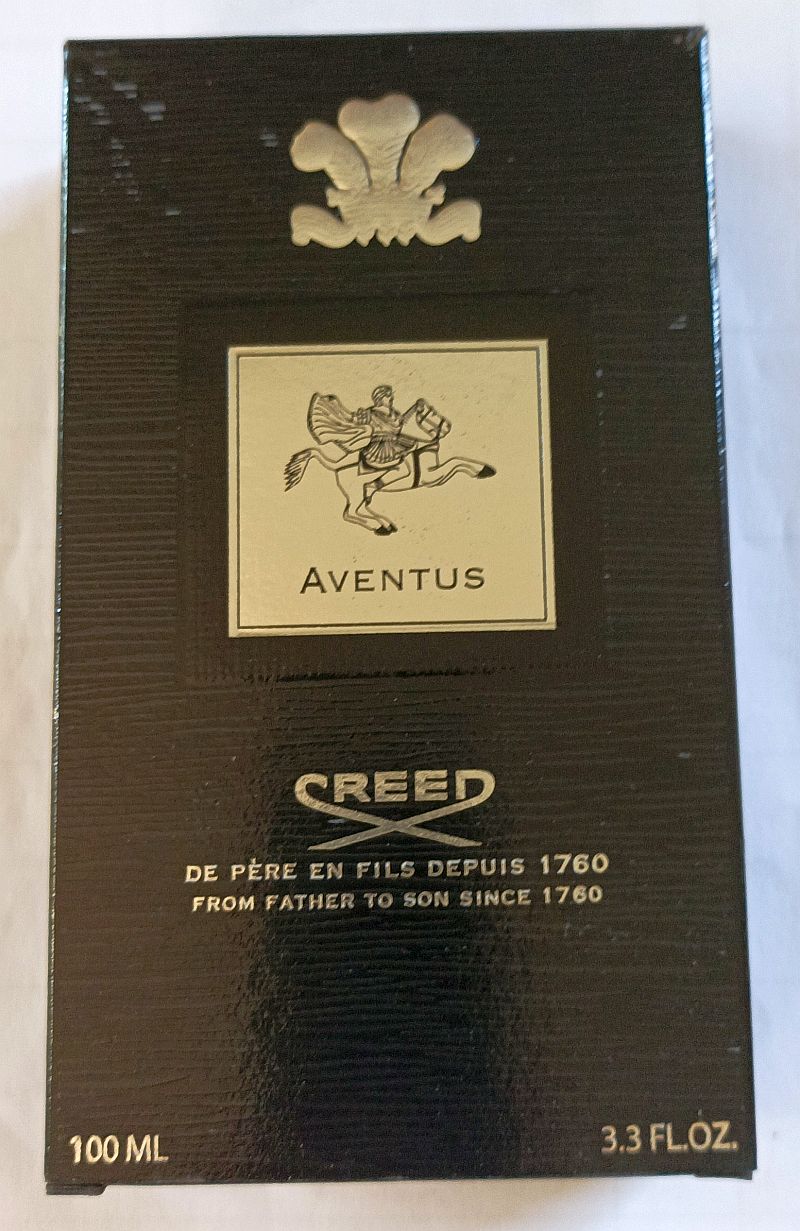 AVENTUS
CREED
DE PÈRE EN FILS DEPUIS 1760
FROM FATHER TO SON SINCE 1760
100 ML
3.3 FL.OZ.